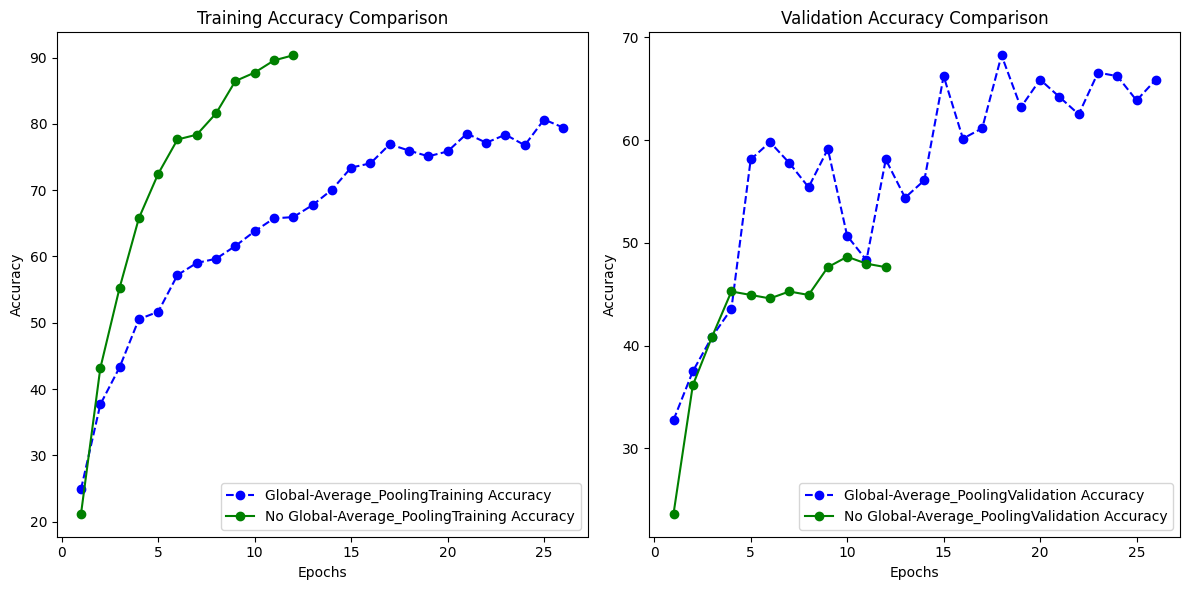 Training Accuracy Comparison
Accuracy
90
80
70
60
50
40
30
20
Global-Average_PoolingTraining Accuracy
No Global-Average_PoolingTraining Accuracy
0 5 10 15 20 25
Epochs
Validation Accuracy Comparison
Accuracy
70
60
50
40
30
Global-Average_PoolingValidation Accuracy
No Global-Average_PoolingValidation Accuracy
0 5 10 15 20 25
Epochs